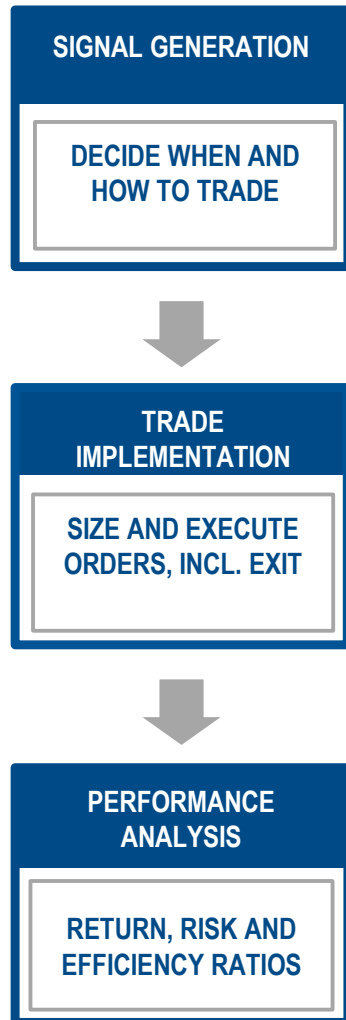 SIGNAL GENERATION
DECIDE WHEN AND
HOW TO TRADE
TRADE
IMPLEMENTATION
SIZE AND EXECUTE
ORDERS, INCL. EXIT
PERFORMANCE
ANALYSIS
RETURN, RISK AND
EFFICIENCY RATIOS